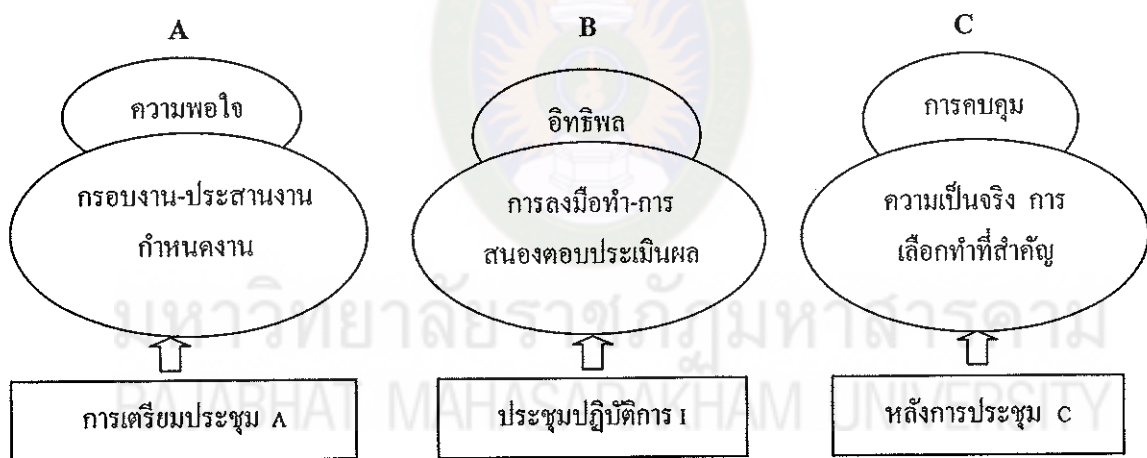 A
B
C
ความพอใจ
อิทธิพล
การคบคุม
กรอบงาน-ประสานงาน
กำหนดงาน
การลงมือทำ-การ
สนองตอบประเมินผล
ความเป็นจริง การ
เลือกทำที่สำคัญ
มหาวิทยาลัยราชภัฏมหาสารคาม
RAJABHAT MAHASARAKHAM UNIVERSITY
การเตรียมประชุม A
ประชุมปฏิบัติการ I
หลังการประชุม C